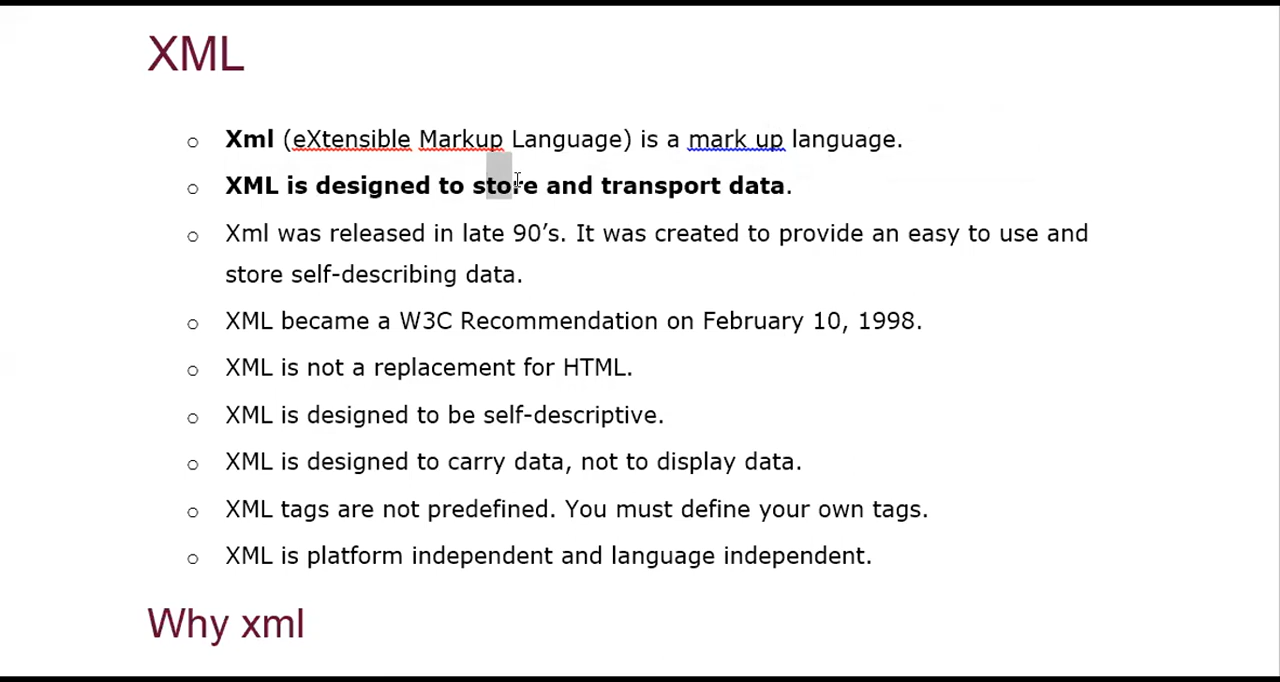 XML
o Xml (eXtensible Markup Language) is a mark up language.
o XML is designed to store and transport data.
o Xml was released in late 90’s. It was created to provide an easy to use and
store self-describing data.
o XML became a W3C Recommendation on February 10, 1998.
o XML is not a replacement for HTML.
o XML is designed to be self-descriptive.
o XML is designed to carry data, not to display data.
o XML tags are not predefined. You must define your own tags.
o XML is platform independent and language independent.
Why xml